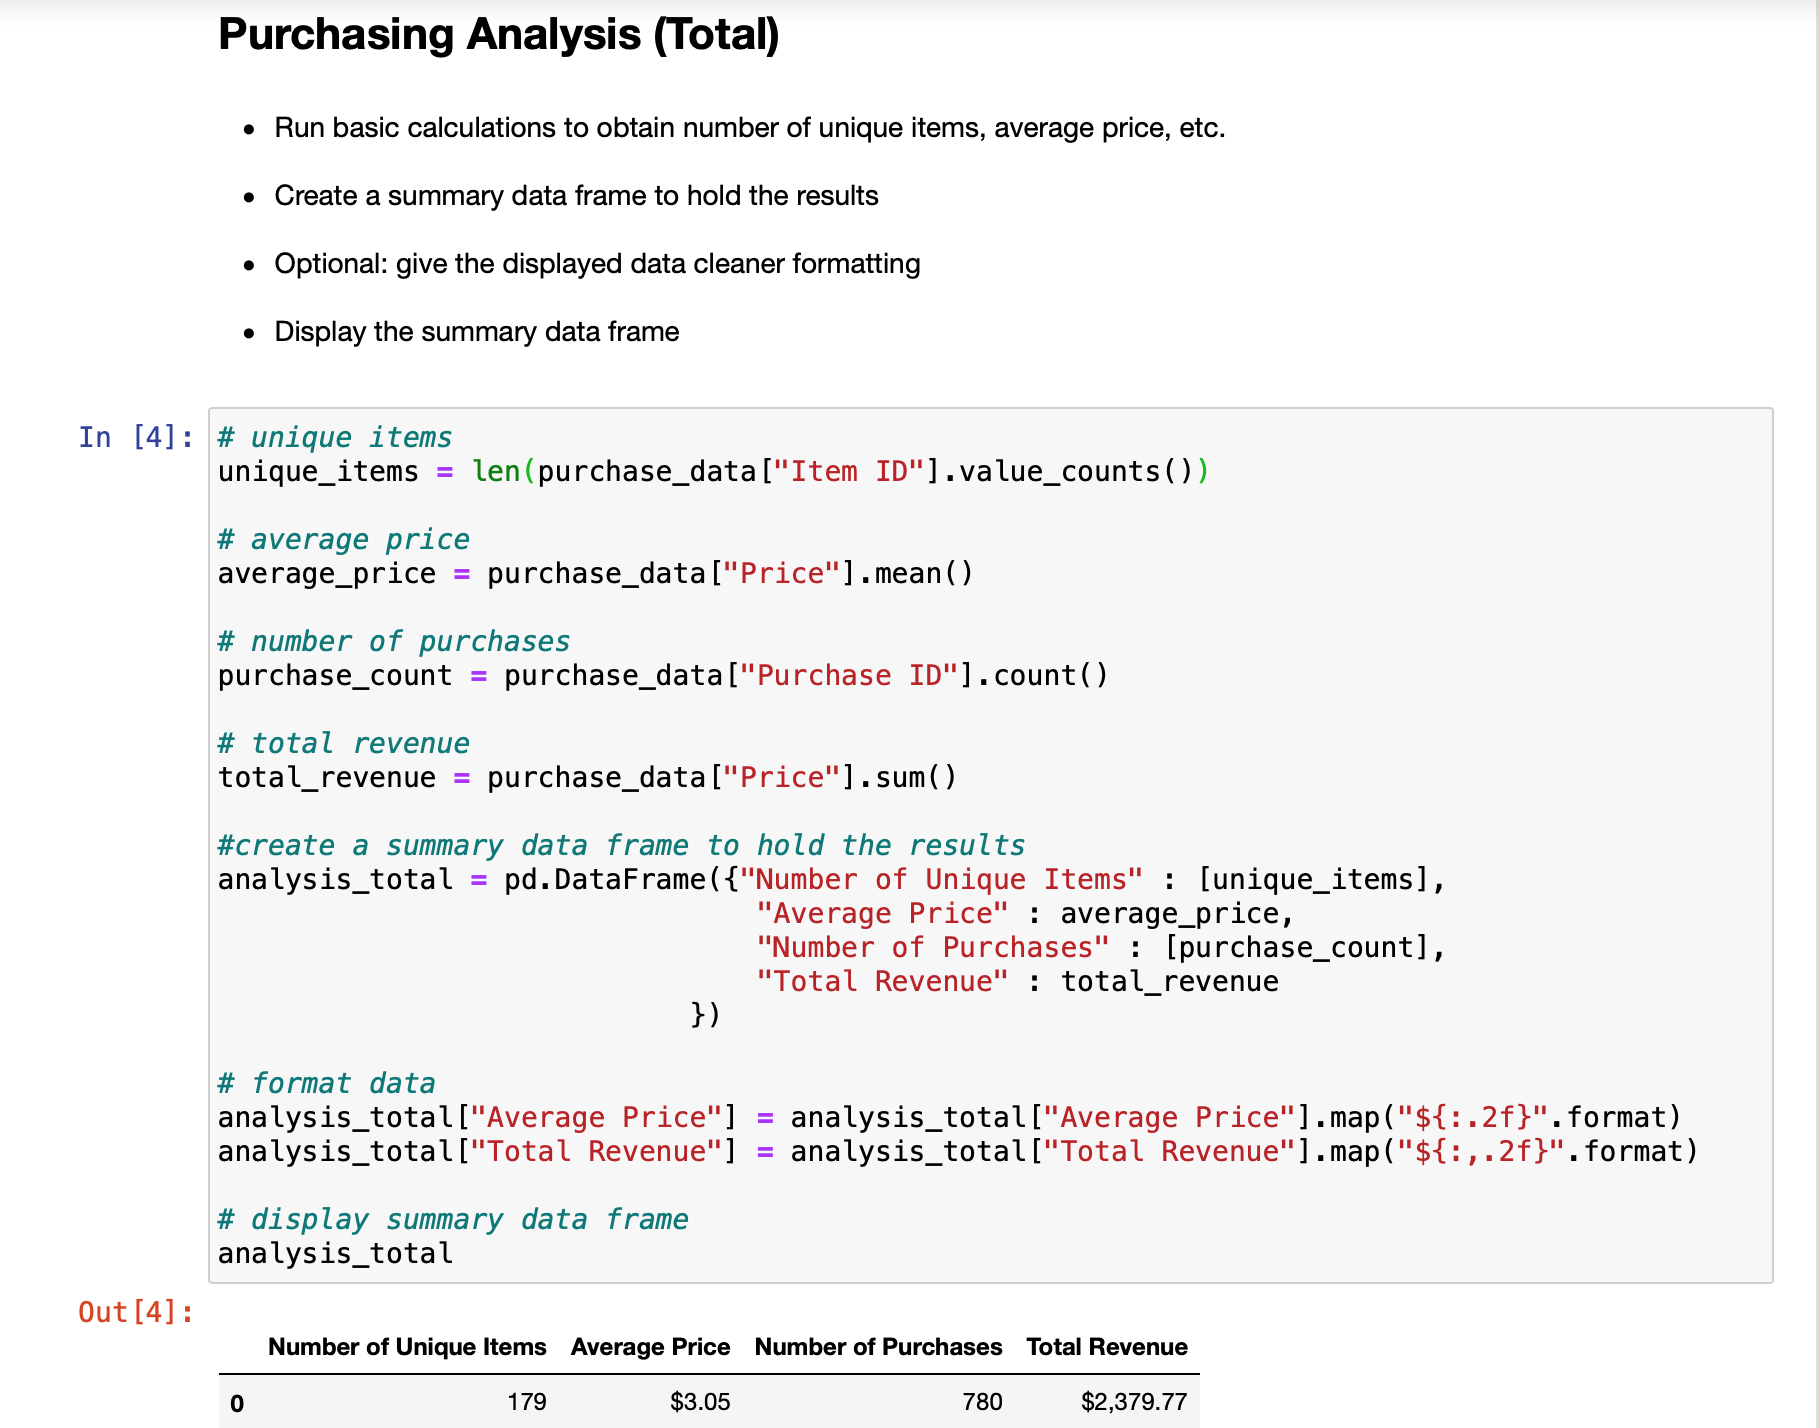 Purchasing Analysis (Total)
• Run basic calculations to obtain number of unique items, average price, etc.
• Create a summary data frame to hold the results
• Optional: give the displayed data cleaner formatting
• Display the summary data frame
In [4]: # unique items
unique_items = len(purchase_data["Item ID"].value_counts())
# average price
average_price = purchase_data["Price"].mean()
# number of purchases
purchase_count = purchase_data["Purchase ID"].count()
# total revenue
total_revenue = purchase_data["Price"].sum()
#create a summary data frame to hold the results
analysis_total = pd.DataFrame({"Number of Unique Items" : [unique_items],
"Average Price" : average_price,
"Number of Purchases" : [purchase_count],
"Total Revenue" : total_revenue
})
# format data
analysis_total["Average Price"] = analysis_total["Average Price"].map("${:.2f}".format)
analysis_total["Total Revenue"] = analysis_total["Total Revenue"].map("${:,.2f}".format)
# display summary data frame
analysis_total
Out[4]:
Number of Unique Items Average Price Number of Purchases Total Revenue
0 179 $3.05 780 $2,379.77